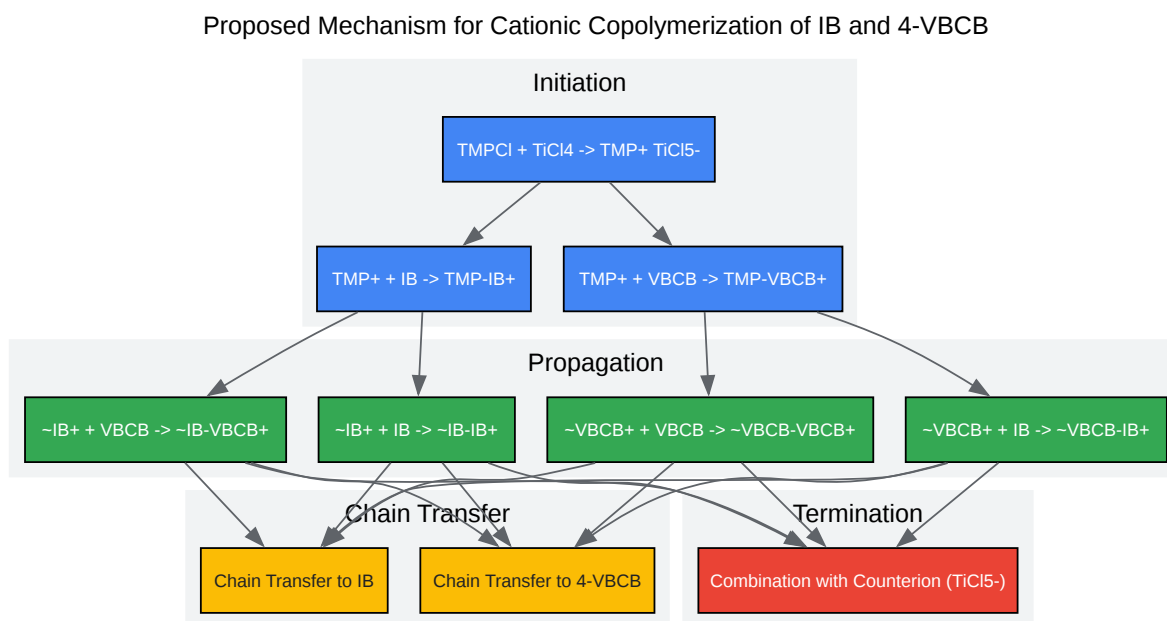 Proposed Mechanism for Cationic Copolymerization of IB and 4-VBCB
Initiation
TMPCl + TiCl4 -> TMP+ TiCl5-
TMP+ + IB -> TMP-IB+
TMP+ + VBCB -> TMP-VBCB+
Propagation
~IB+ + VBCB -> ~IB-VBCB+
~IB+ + IB -> ~IB-IB+
~VBCB+ + VBCB -> ~VBCB-VBCB+
~VBCB+ + IB -> ~VBCB-IB+
Chain Transfer
Termination
Chain Transfer to IB
Chain Transfer to 4-VBCB
Combination with Counterion (TiCl5-)